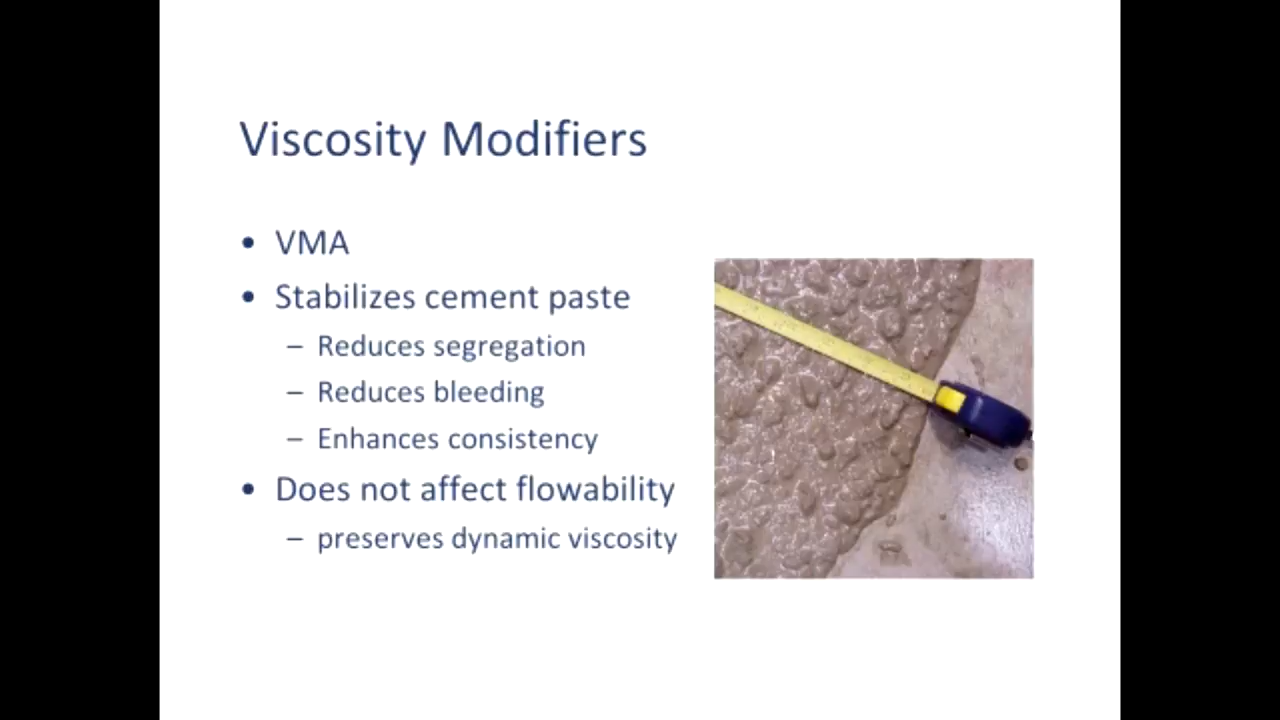 Viscosity Modifiers
• VMA
• Stabilizes cement paste
– Reduces segregation
– Reduces bleeding
– Enhances consistency
• Does not affect flowability
– preserves dynamic viscosity